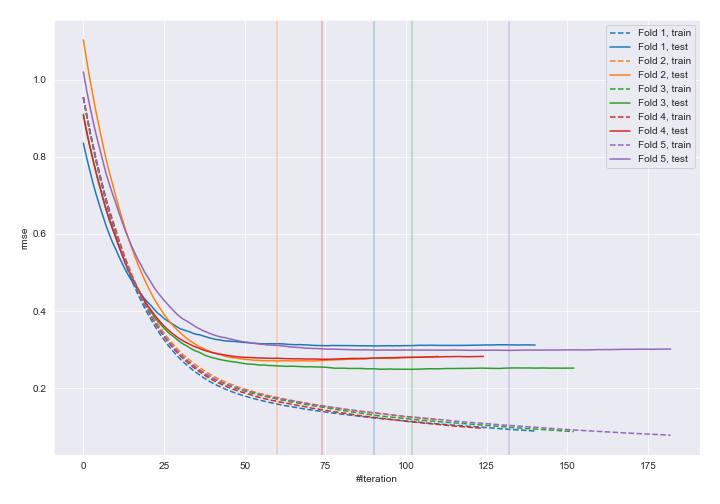 Fold 1, train
Fold 1, test
Fold 2, train
Fold 2, test
Fold 3, train
Fold 3, test
Fold 4, train
Fold 4, test
Fold 5, train
Fold 5, test
1.0
0.8
0.6
0.4
0.2
rmse
0 25 50 75 100 125 150 175
#Iteration